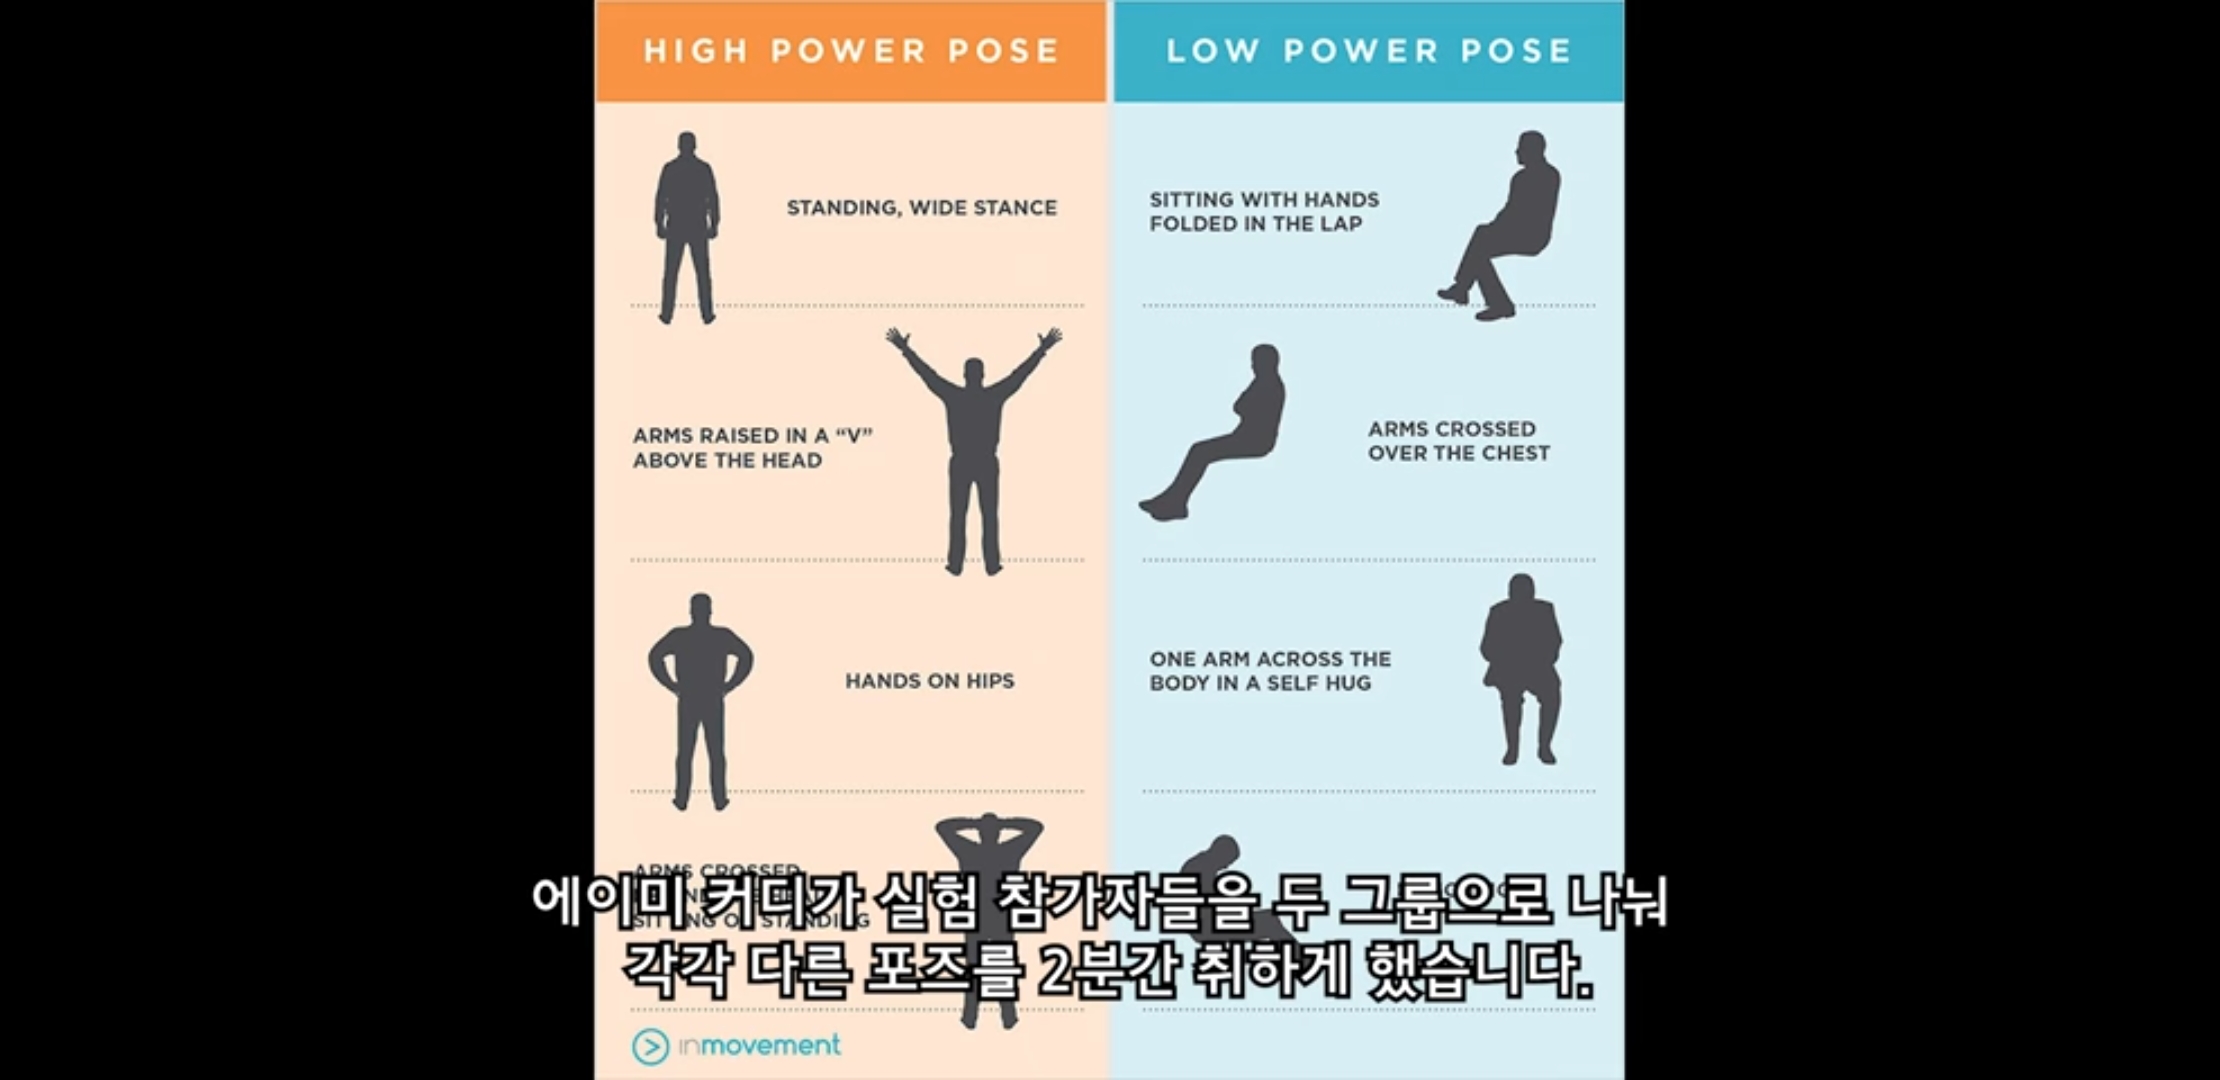 HIGH POWER POSE
STANDING, WIDE STANCE
ARMS RAISED IN A “V”
ABOVE THE HEAD
HANDS ON HIPS
ARMS CROSSED
SITTING OR STANDING
LOW POWER POSE
SITTING WITH HANDS
FOLDED IN THE LAP
ARMS CROSSED
OVER THE CHEST
ONE ARM ACROSS THE
BODY IN A SELF HUG
에이미 커디가 실험 참가자들을 두 그룹으로 나눠
각각 다른 포즈를 2분간 취하게 했습니다.
inmovement